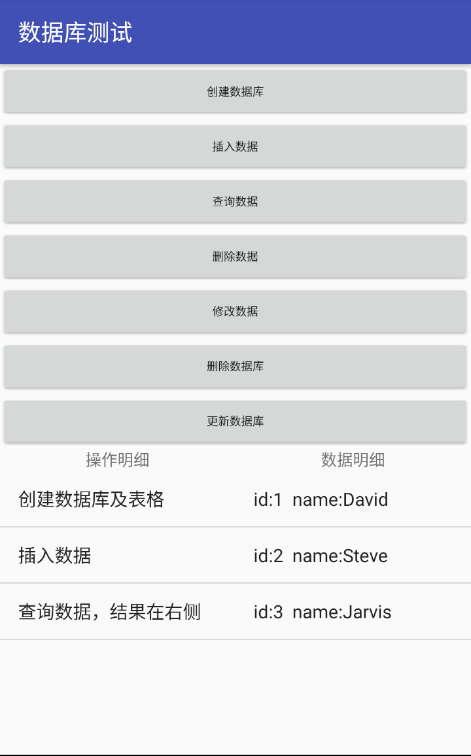 数据库测试
创建数据库
插入数据
查询数据
删除数据
修改数据
删除数据库
更新数据库
操作明细 数据明细
创建数据库及表格 id:1 name:David
插入数据 id:2 name:Steve
查询数据，结果在右侧 id:3 name:Jarvis